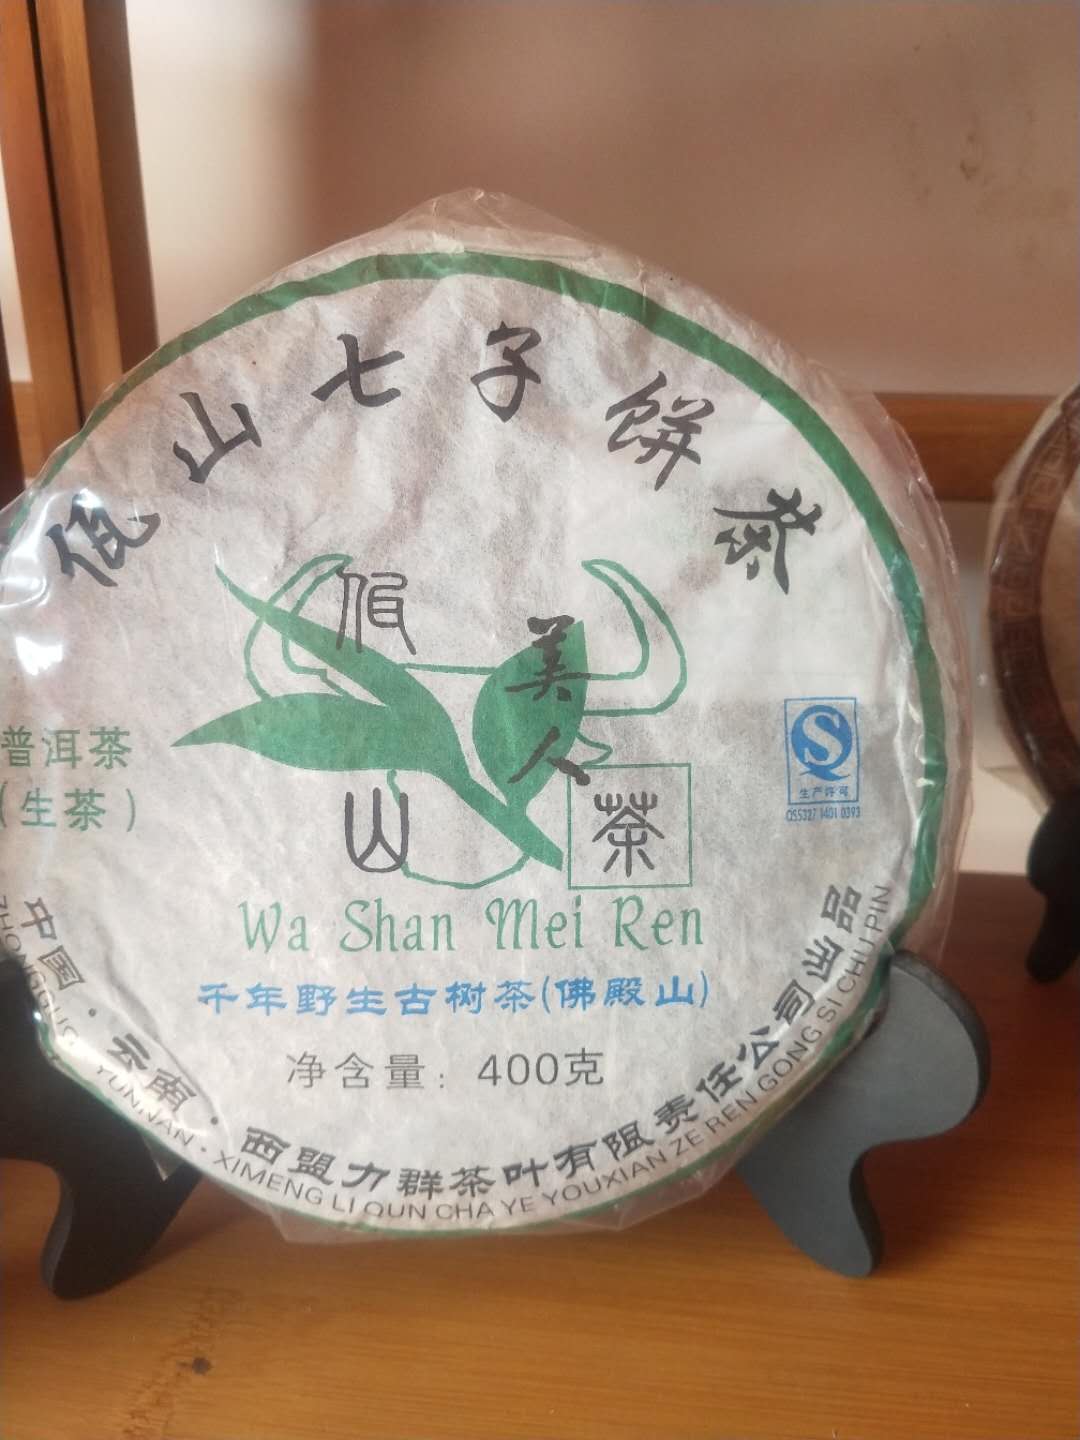 佤山七子饼茶
佤山
美人
茶
普洱茶
(生茶)
生产许可
QS5327 1401 0393
Wa Shan Mei Ren
千年野生古树茶(佛殿山)
净含量：400克
中国·云南·西盟力群茶叶有限责任公司出品
ZHONGGUO·YUNNAN·XIMENG LI QUN CHA YE YOUXIAN ZE REN GONG SI CHU PIN